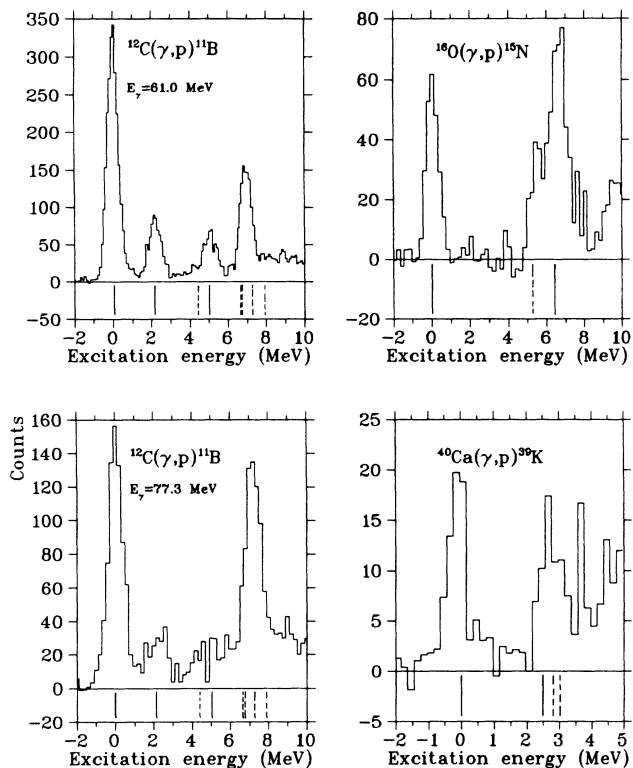 350
300
250
200
150
100
50
0
−50
¹²C(γ,p)¹¹B
E_γ=61.0 MeV
−2 0 2 4 6 8 10
Excitation energy (MeV)
80
60
40
20
0
−20
¹⁶O(γ,p)¹⁵N
−2 0 2 4 6 8 10
Excitation energy (MeV)
Counts
160
140
120
100
80
60
40
20
0
−20
¹²C(γ,p)¹¹B
E_γ=77.3 MeV
−2 0 2 4 6 8 10
Excitation energy (MeV)
25
20
15
10
5
0
−5
⁴⁰Ca(γ,p)³⁹K
−2 −1 0 1 2 3 4 5
Excitation energy (MeV)